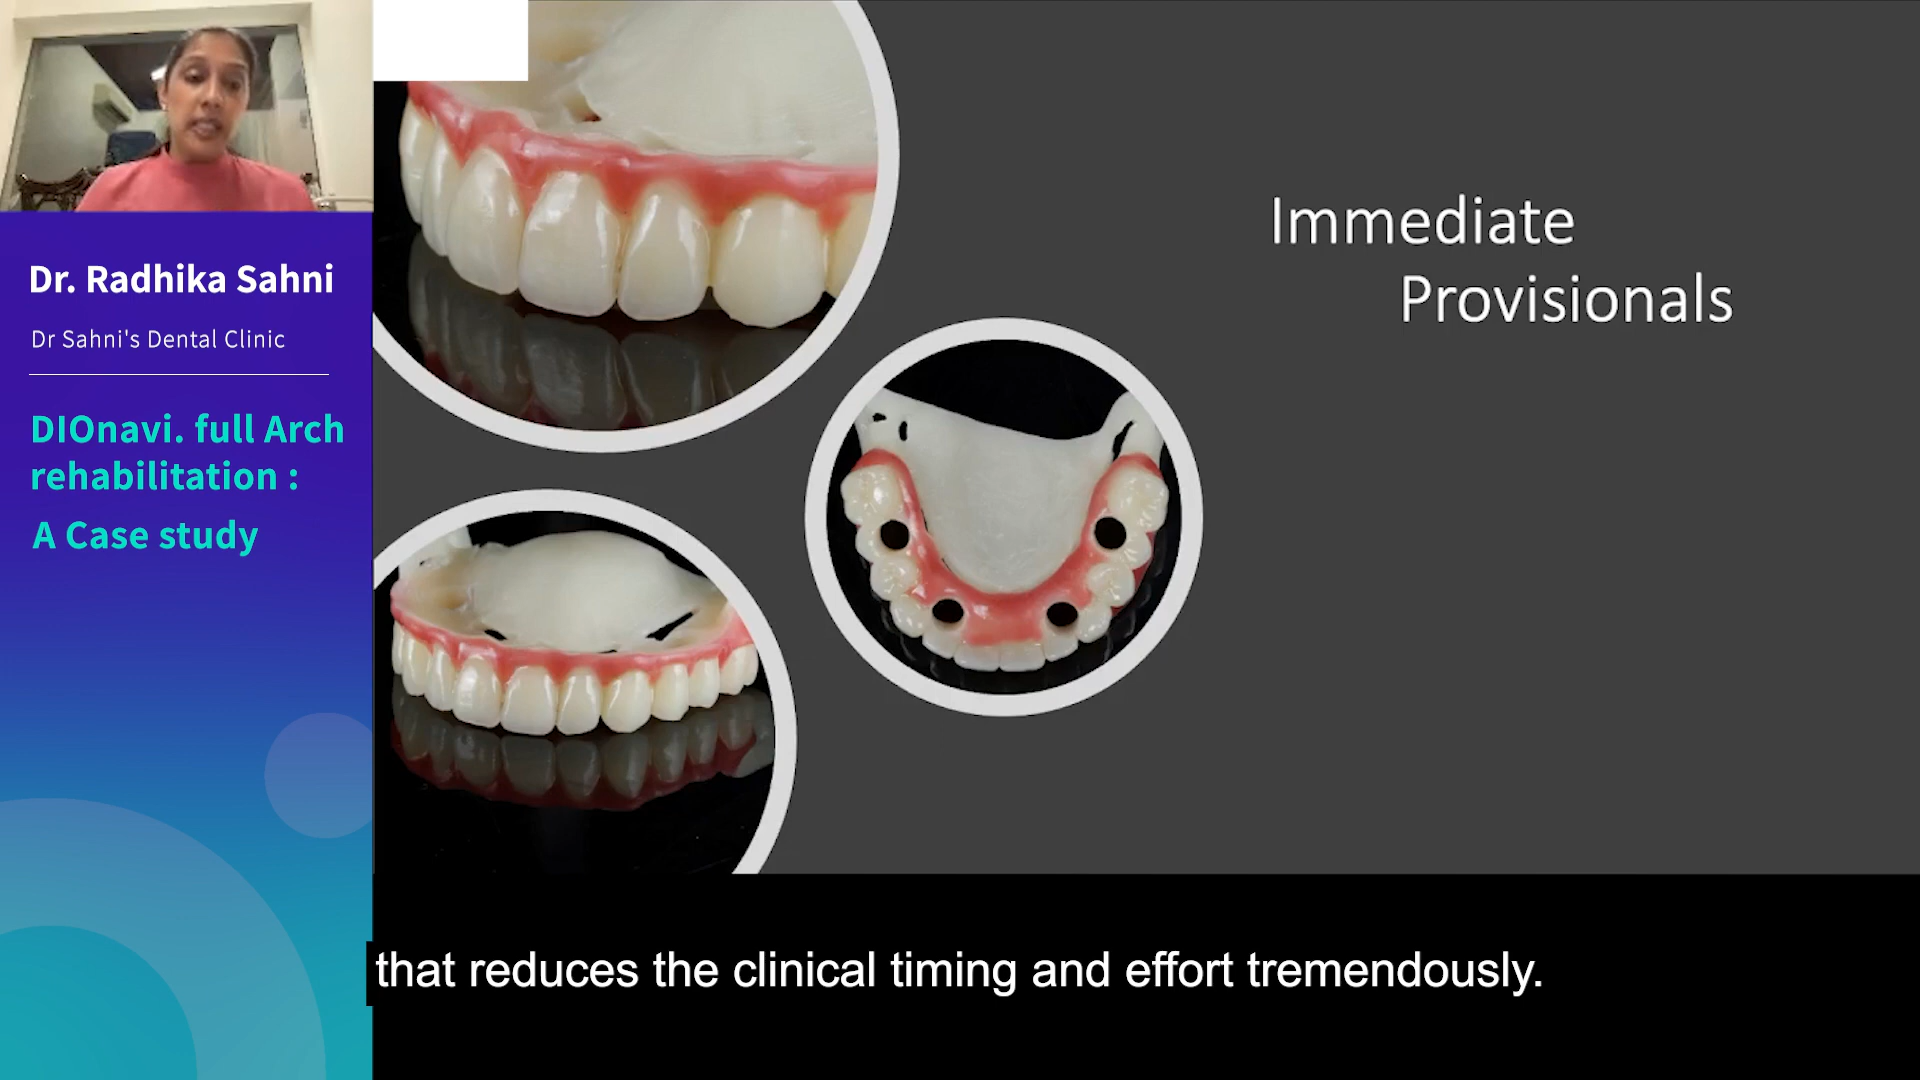 Dr. Radhika Sahni
Dr Sahni's Dental Clinic
DIOnavi. full Arch
rehabilitation :
A Case study
Immediate
Provisionals
that reduces the clinical timing and effort tremendously.